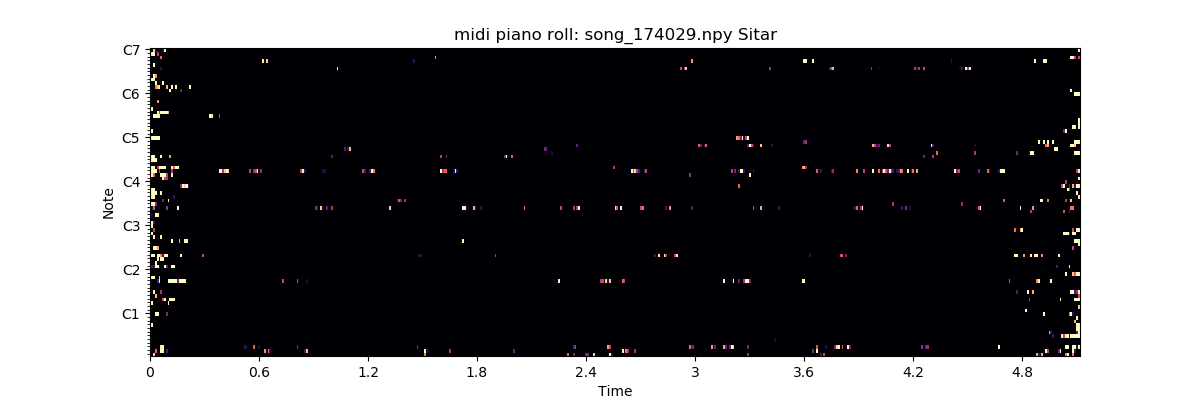 midi piano roll: song_174029.npy Sitar
C7
C6
C5
C4
C3
C2
C1
Note
0 0.6 1.2 1.8 2.4 3 3.6 4.2 4.8
Time